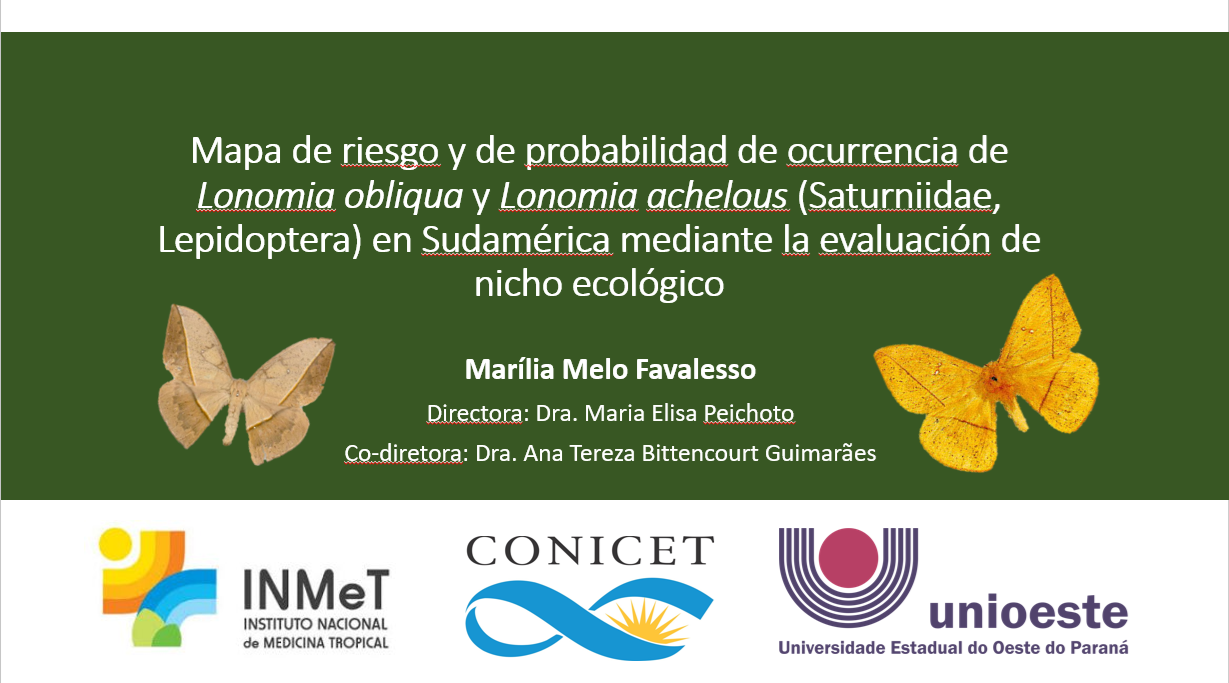 Mapa de riesgo y de probabilidad de ocurrencia de
Lonomia obliqua y Lonomia achelous (Saturniidae,
Lepidoptera) en Sudamérica mediante la evaluación de
nicho ecológico
Marília Melo Favalesso
Directora: Dra. Maria Elisa Peichoto
Co-diretora: Dra. Ana Tereza Bittencourt Guimarães
INMeT
INSTITUTO NACIONAL
de MEDICINA TROPICAL
CONICET
unioeste
Universidade Estadual do Oeste do Paraná